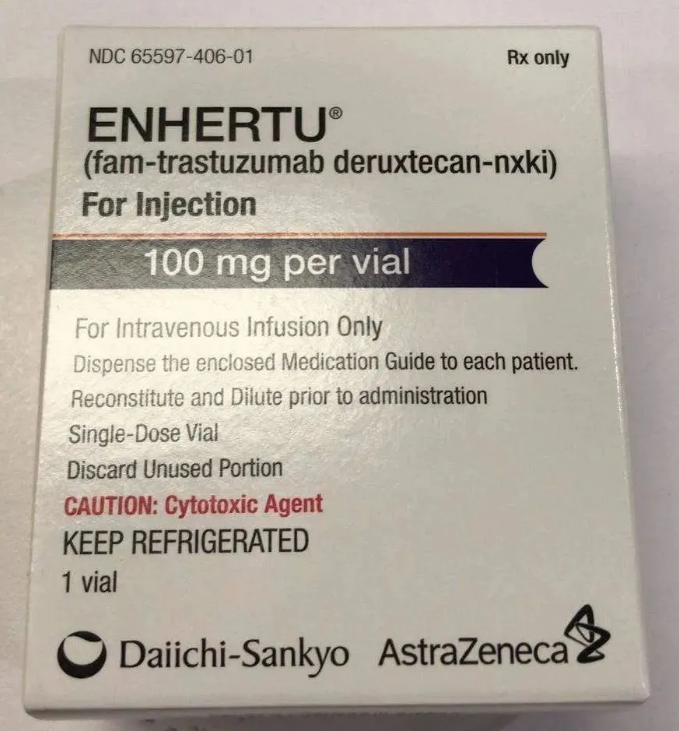 NDC 65597-406-01
Rx only
ENHERTU®
(fam-trastuzumab deruxtecan-nxki)
For Injection
100 mg per vial
For Intravenous Infusion Only
Dispense the enclosed Medication Guide to each patient.
Reconstitute and Dilute prior to administration
Single-Dose Vial
Discard Unused Portion
CAUTION: Cytotoxic Agent
KEEP REFRIGERATED
1 vial
Daiichi-Sankyo
AstraZeneca